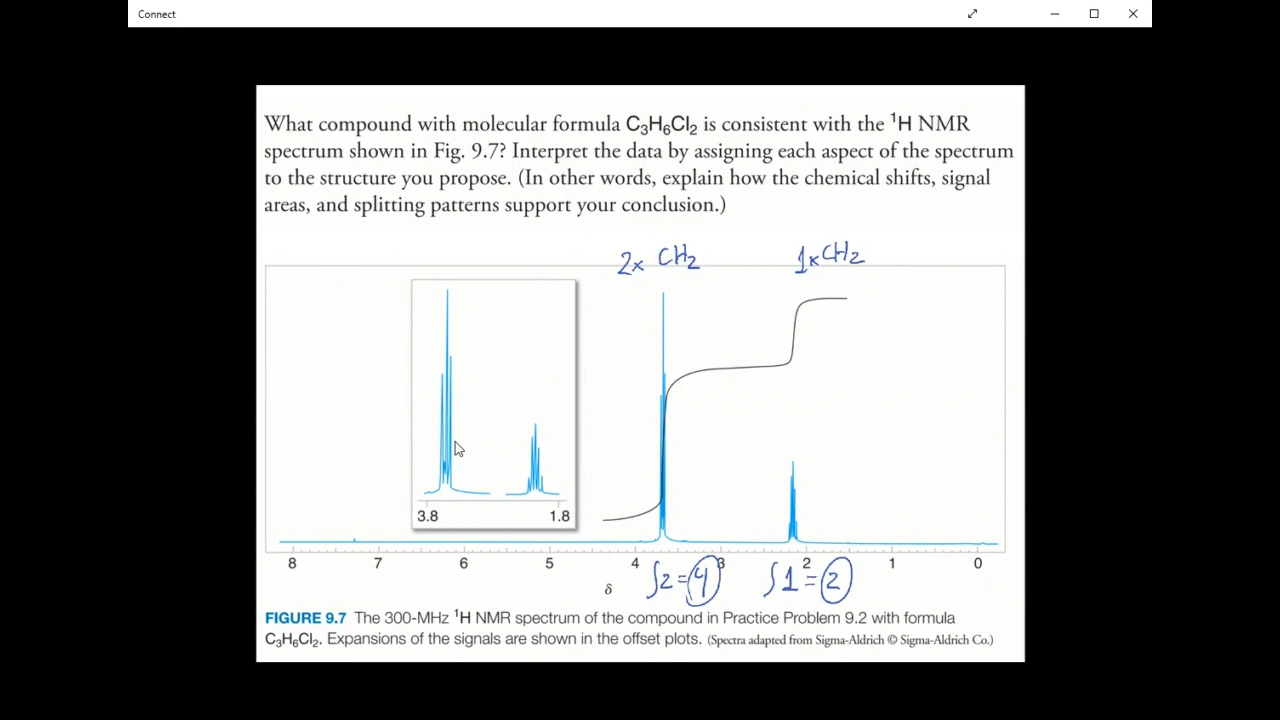 Connect
What compound with molecular formula C₃H₆Cl₂ is consistent with the ¹H NMR
spectrum shown in Fig. 9.7? Interpret the data by assigning each aspect of the spectrum
to the structure you propose. (In other words, explain how the chemical shifts, signal
areas, and splitting patterns support your conclusion.)
2x CH₂ 1x CH₂
3.8 1.8
8 7 6 5 4 3 2 1 0
δ ∫2=4 ∫1=2
FIGURE 9.7 The 300-MHz ¹H NMR spectrum of the compound in Practice Problem 9.2 with formula
C₃H₆Cl₂. Expansions of the signals are shown in the offset plots. (Spectra adapted from Sigma-Aldrich © Sigma-Aldrich Co.)